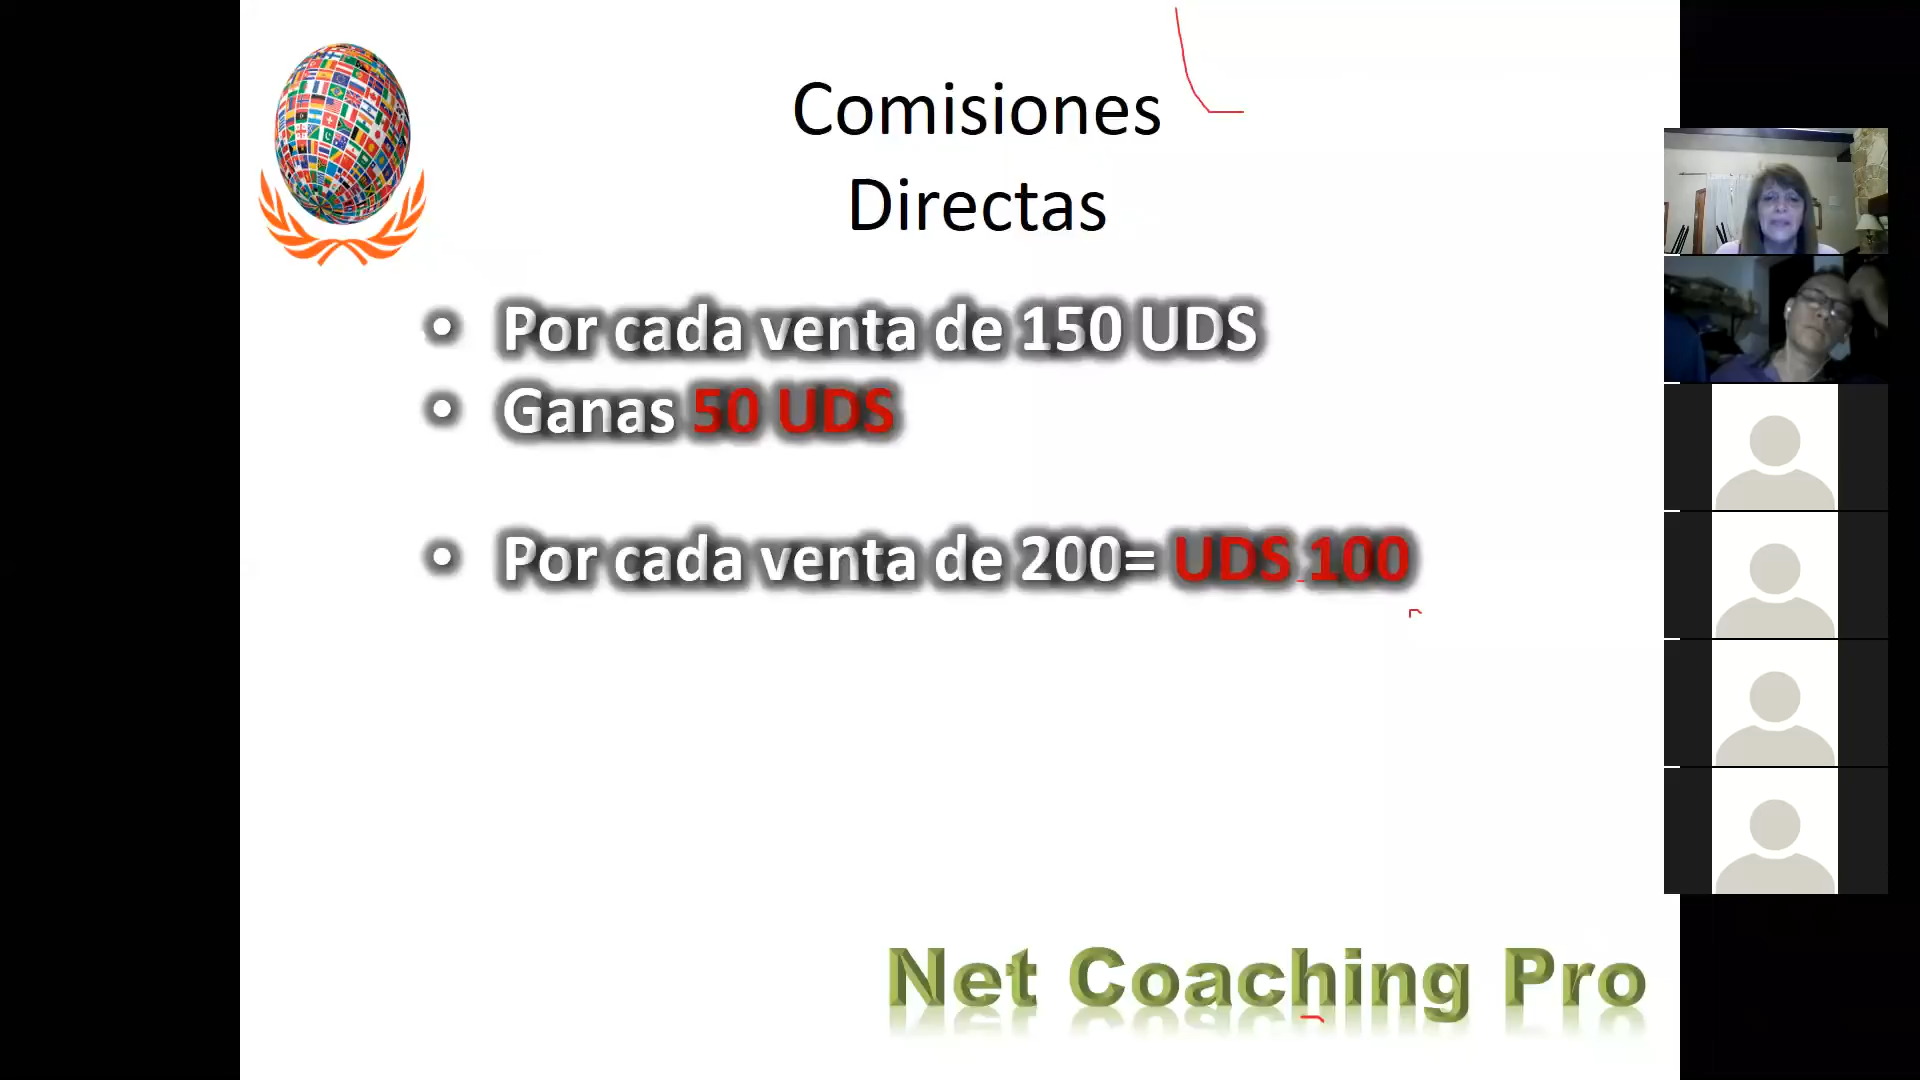 Comisiones
Directas
• Por cada venta de 150 UDS
• Ganas 50 UDS
• Por cada venta de 200= UDS 100
Net Coaching Pro